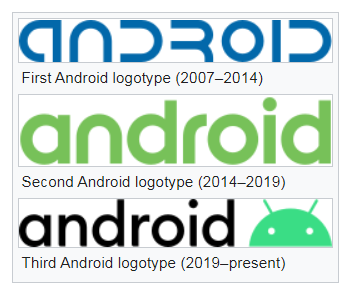 ANDROID
First Android logotype (2007–2014)
android
Second Android logotype (2014–2019)
android
Third Android logotype (2019–present)